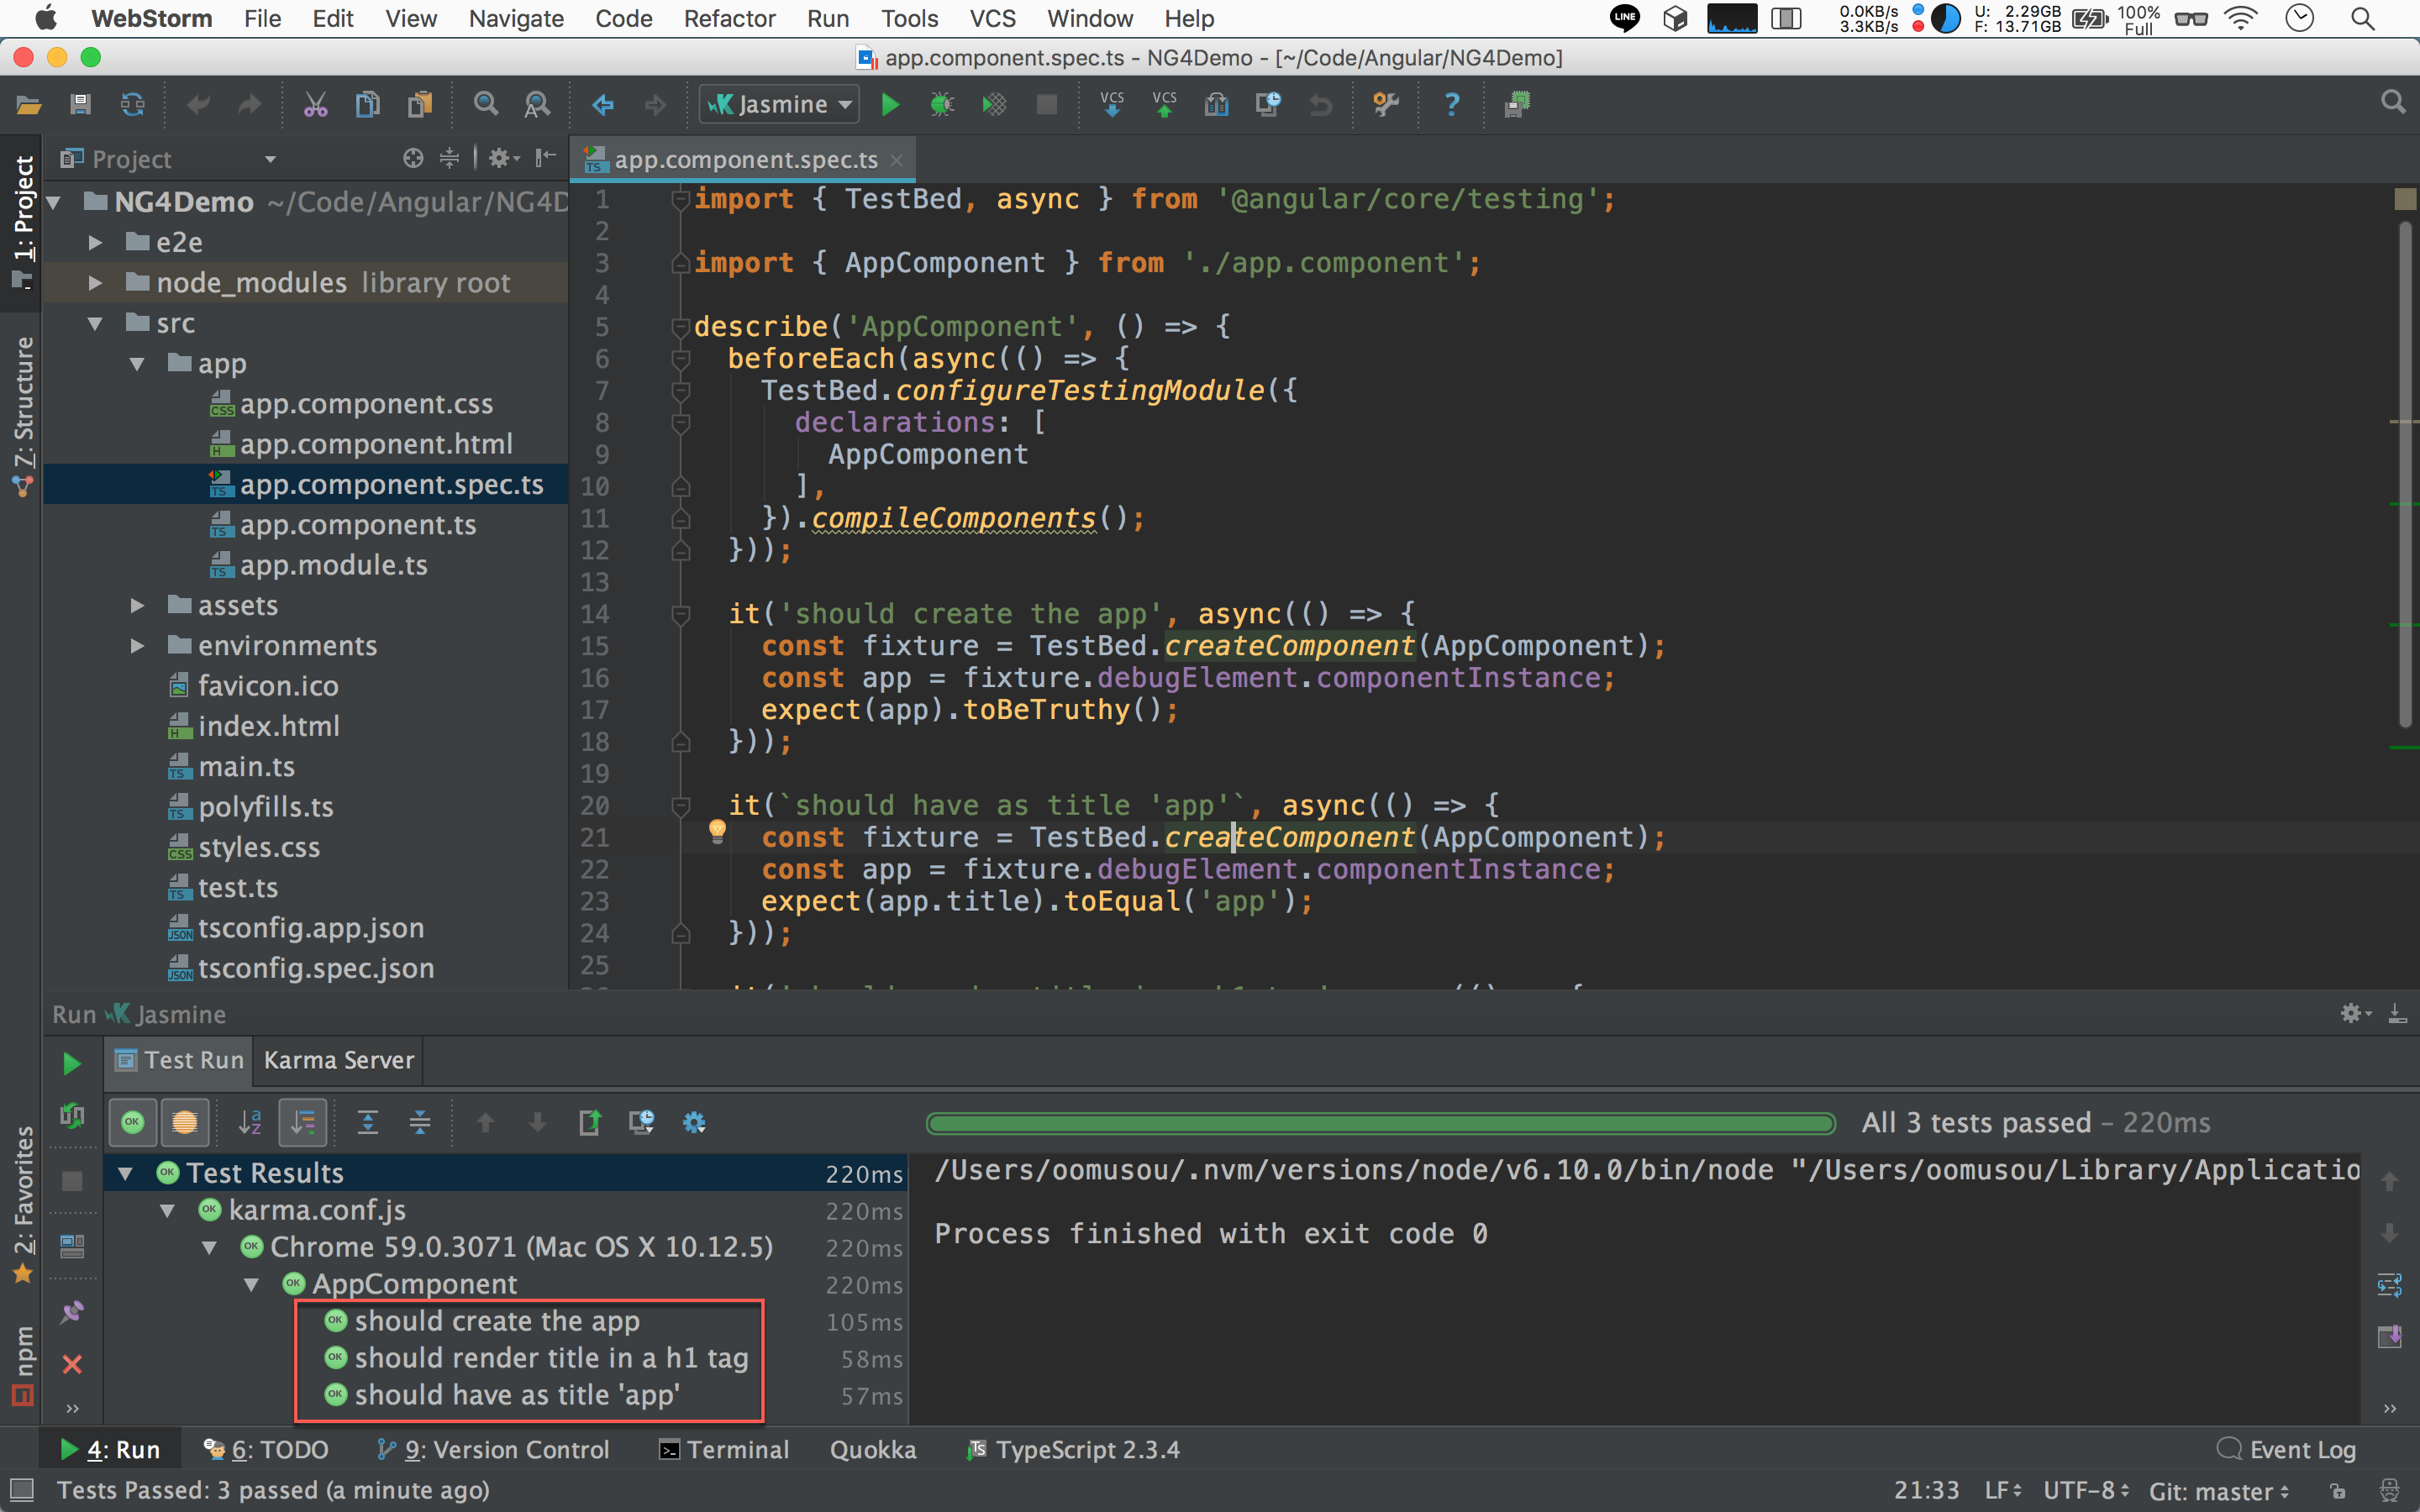 WebStorm File Edit View Navigate Code Refactor Run Tools VCS Window Help LINE 0.0KB/s 3.3KB/s U: 2.29GB F: 13.71GB 100% Full
app.component.spec.ts - NG4Demo - [~/Code/Angular/NG4Demo]
Jasmine VCS VCS ?
1: Project
Z: Structure
2: Favorites
npm
Project
NG4Demo ~/Code/Angular/NG4D
e2e
node_modules library root
src
app
app.component.css
app.component.html
app.component.spec.ts
app.component.ts
app.module.ts
assets
environments
favicon.ico
index.html
main.ts
polyfills.ts
styles.css
test.ts
tsconfig.app.json
tsconfig.spec.json
app.component.spec.ts
1 import { TestBed, async } from '@angular/core/testing';
2
3 import { AppComponent } from './app.component';
4
5 describe('AppComponent', () => {
6 beforeEach(async(() => {
7 TestBed.configureTestingModule({
8 declarations: [
9 AppComponent
10 ],
11 }).compileComponents();
12 }));
13
14 it('should create the app', async(() => {
15 const fixture = TestBed.createComponent(AppComponent);
16 const app = fixture.debugElement.componentInstance;
17 expect(app).toBeTruthy();
18 }));
19
20 it(`should have as title 'app'`, async(() => {
21 const fixture = TestBed.createComponent(AppComponent);
22 const app = fixture.debugElement.componentInstance;
23 expect(app.title).toEqual('app');
24 }));
25
Run Jasmine
Test Run Karma Server
All 3 tests passed – 220ms
Test Results 220ms
karma.conf.js 220ms
Chrome 59.0.3071 (Mac OS X 10.12.5) 220ms
AppComponent 220ms
should create the app 105ms
should render title in a h1 tag 58ms
should have as title 'app' 57ms
/Users/oomusou/.nvm/versions/node/v6.10.0/bin/node "/Users/oomusou/Library/Applicatio
Process finished with exit code 0
4: Run 6: TODO 9: Version Control Terminal Quokka TypeScript 2.3.4 Event Log
Tests Passed: 3 passed (a minute ago) 21:33 LF UTF-8 Git: master